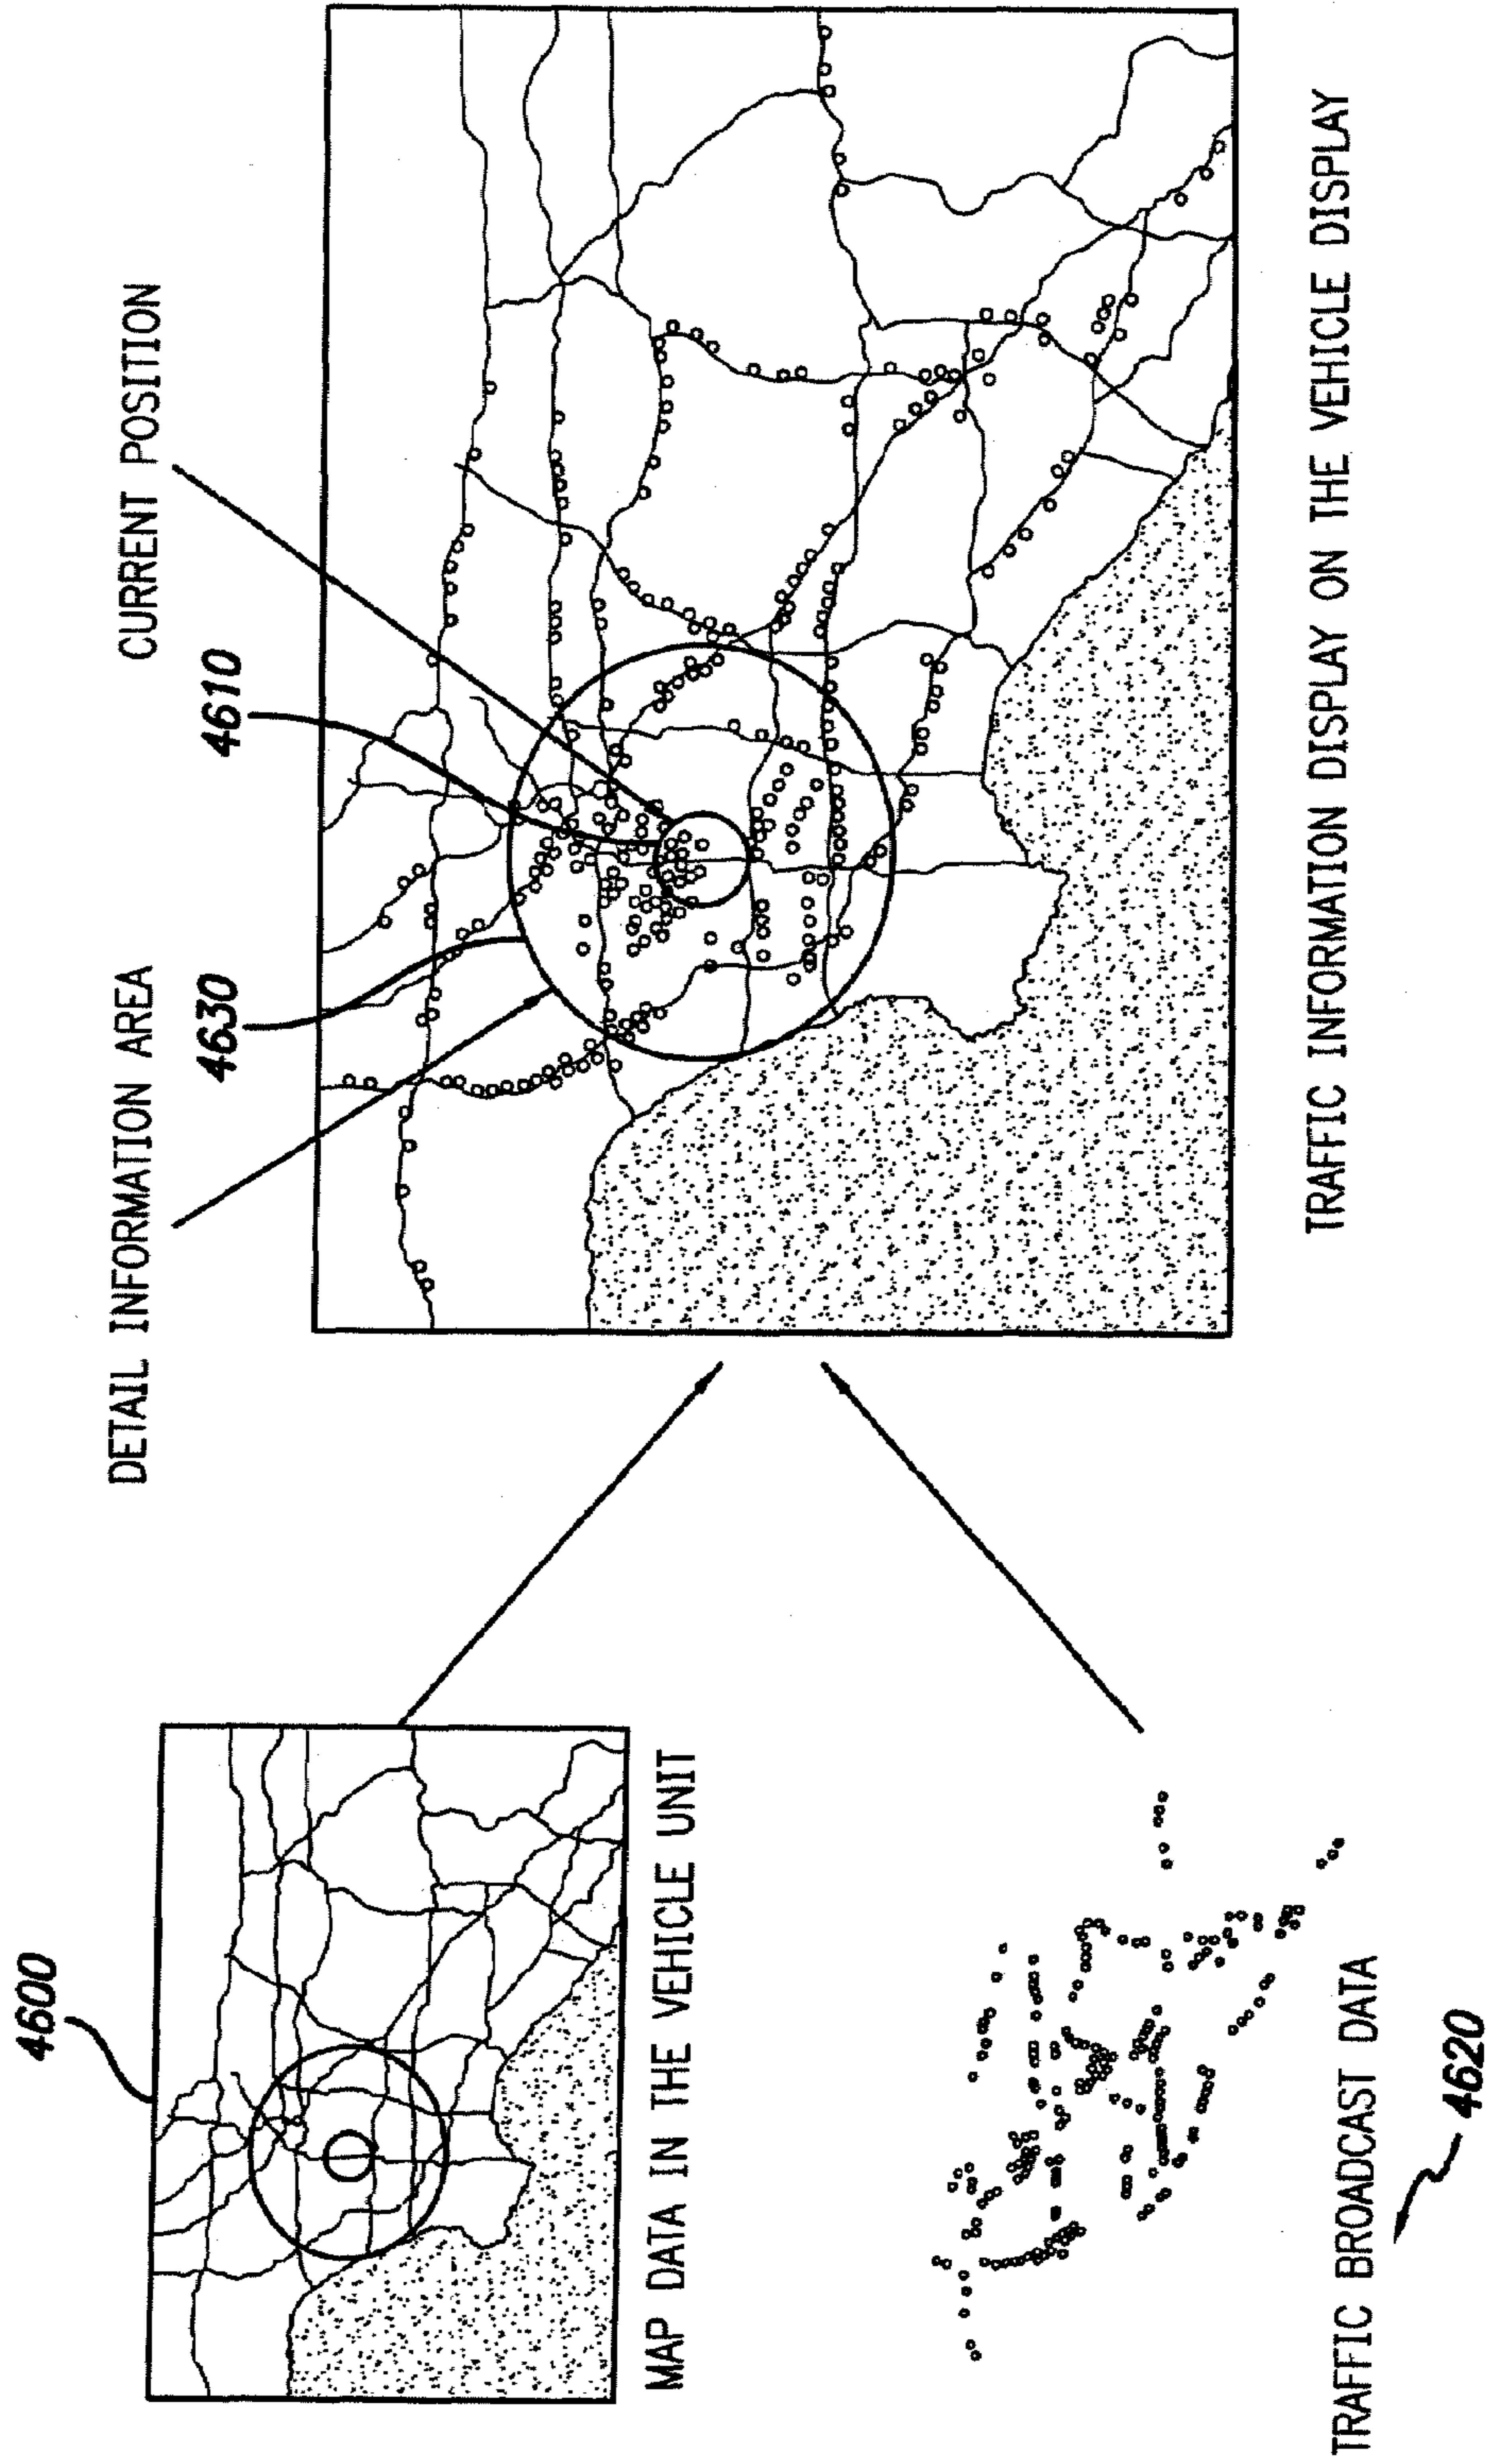 4600
MAP DATA IN THE VEHICLE UNIT
TRAFFIC BROADCAST DATA
4620
DETAIL INFORMATION AREA
4630
4610
CURRENT POSITION
TRAFFIC INFORMATION DISPLAY ON THE VEHICLE DISPLAY